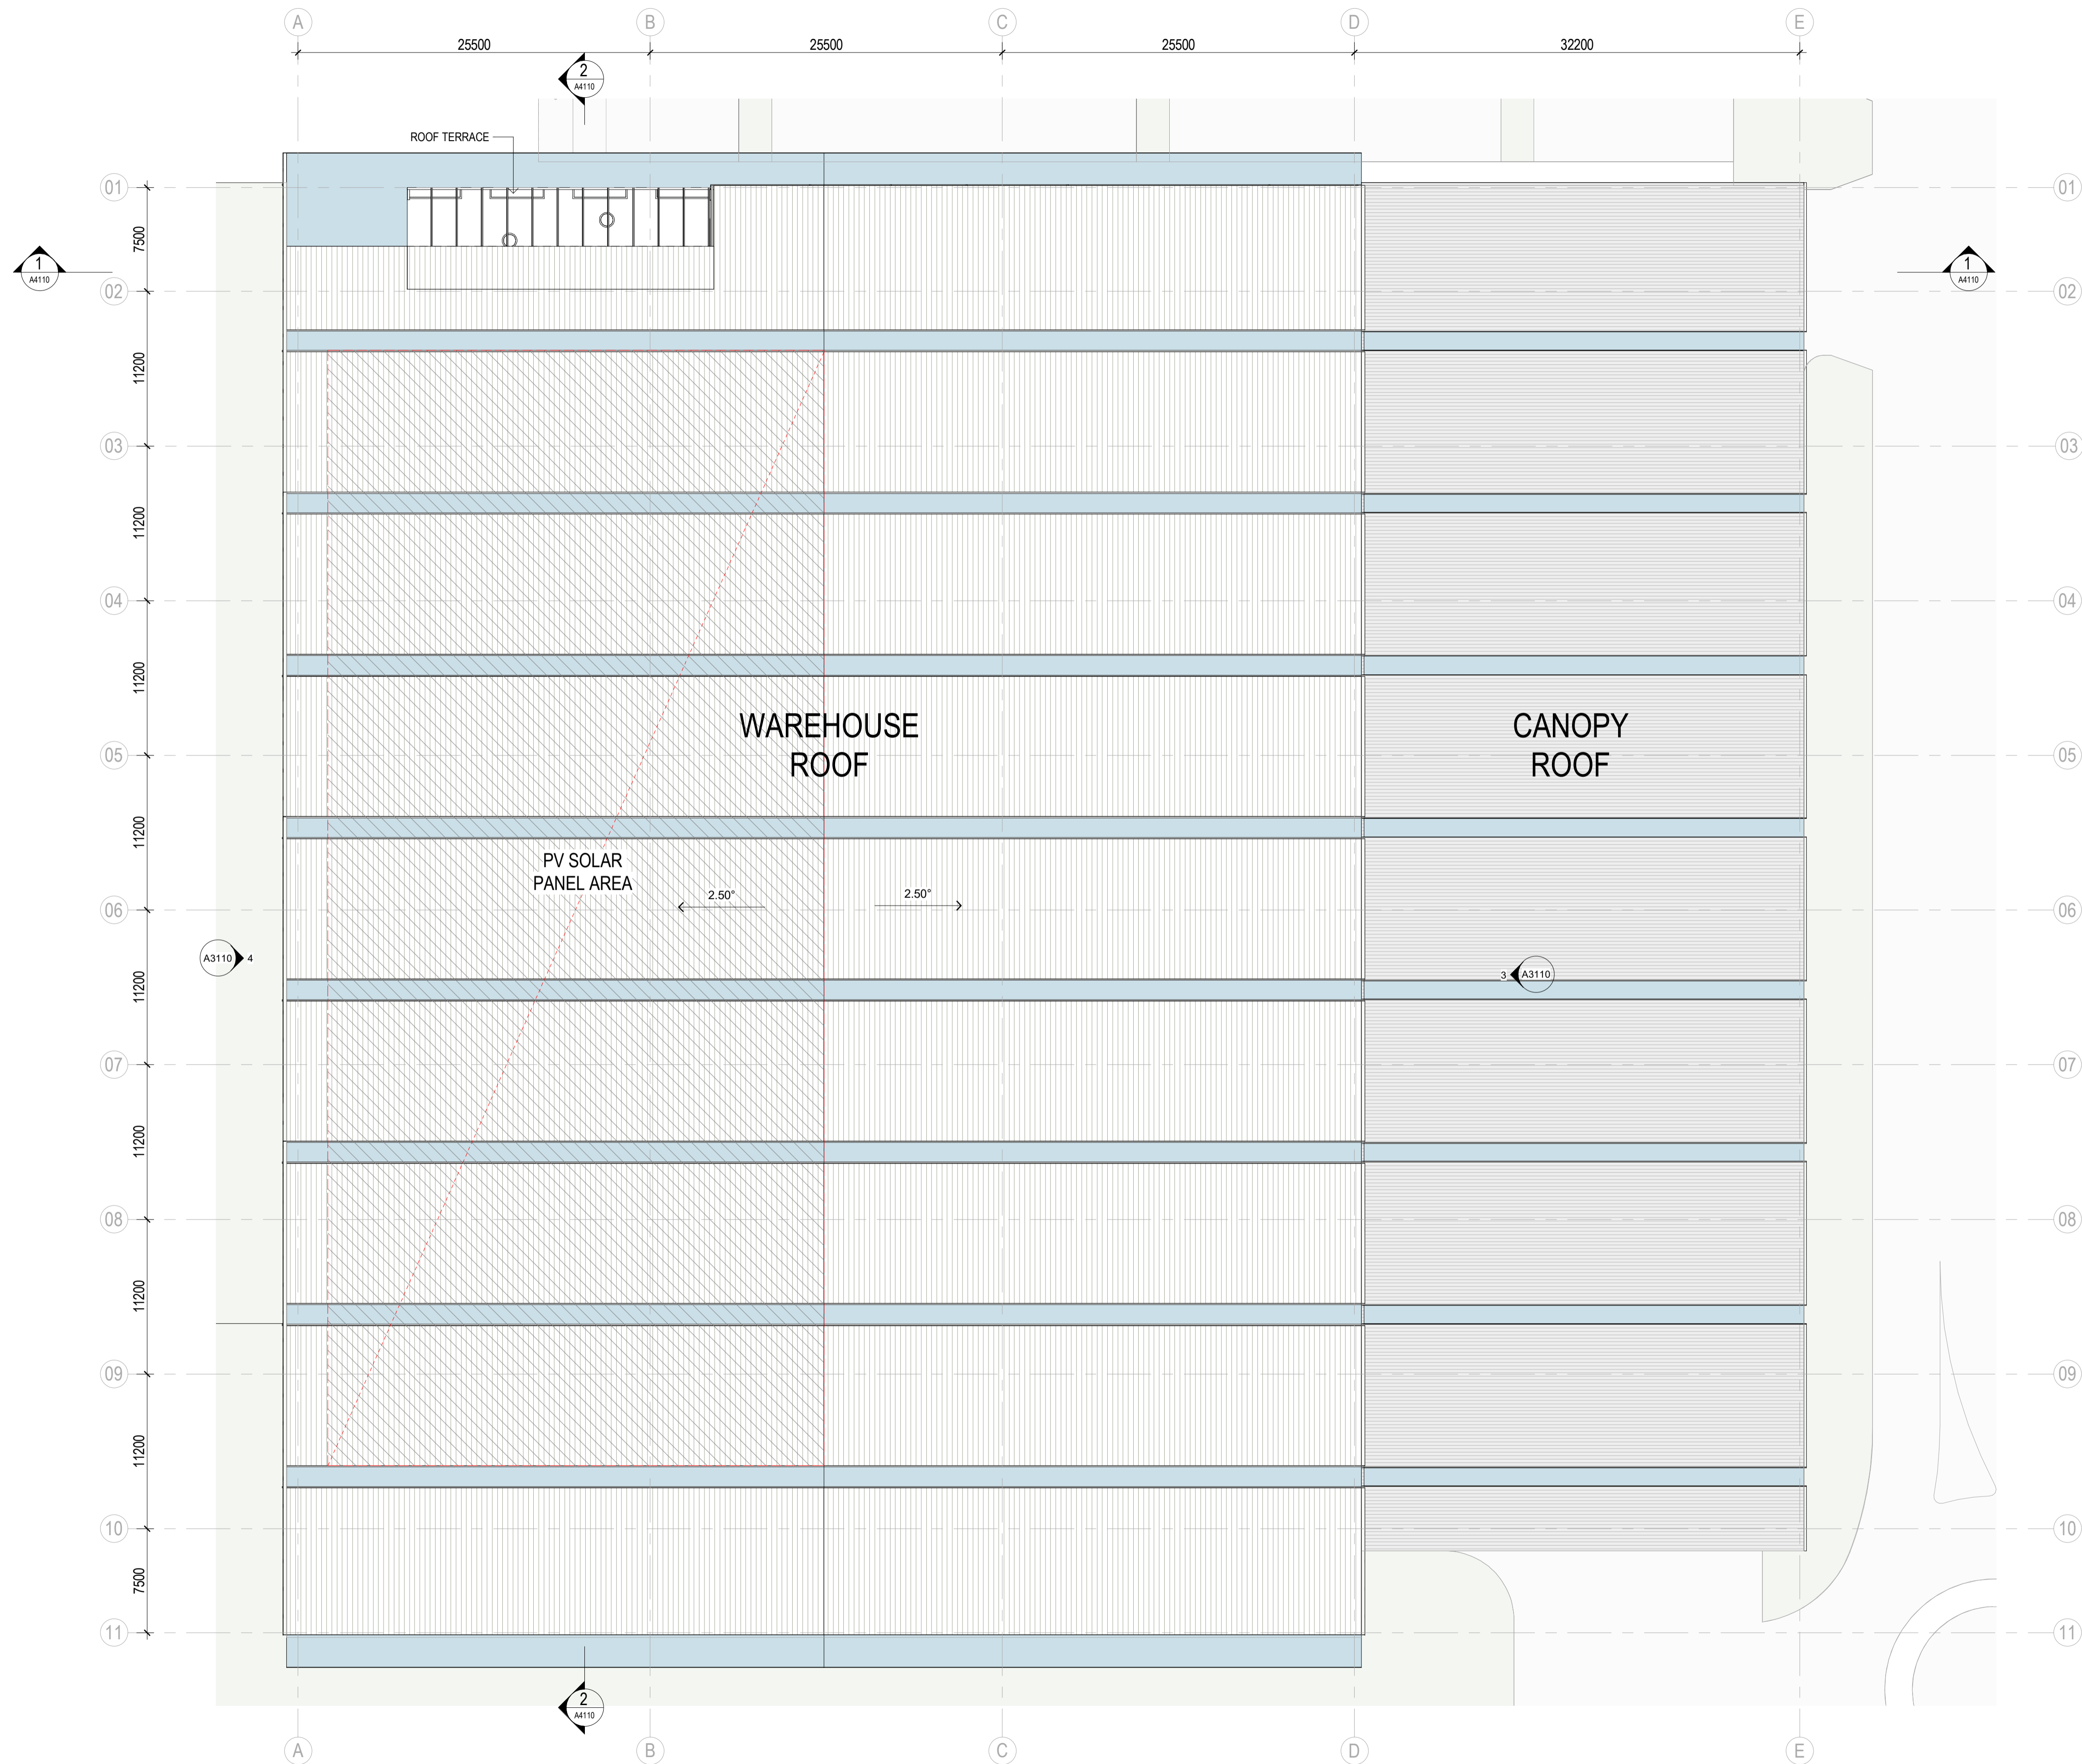 A B C D E
25500 25500 25500 32200
2
A4110
ROOF TERRACE
01 01
7500
1
A4110
1
A4110
02 02
11200
03 03
11200
04 04
11200
WAREHOUSE
ROOF
CANOPY
ROOF
05 05
11200
PV SOLAR
PANEL AREA
2.50° 2.50°
06 06
A3110 4
3 A3110
11200
07 07
11200
08 08
11200
09 09
11200
10 10
7500
11 11
2
A4110
A B C D E